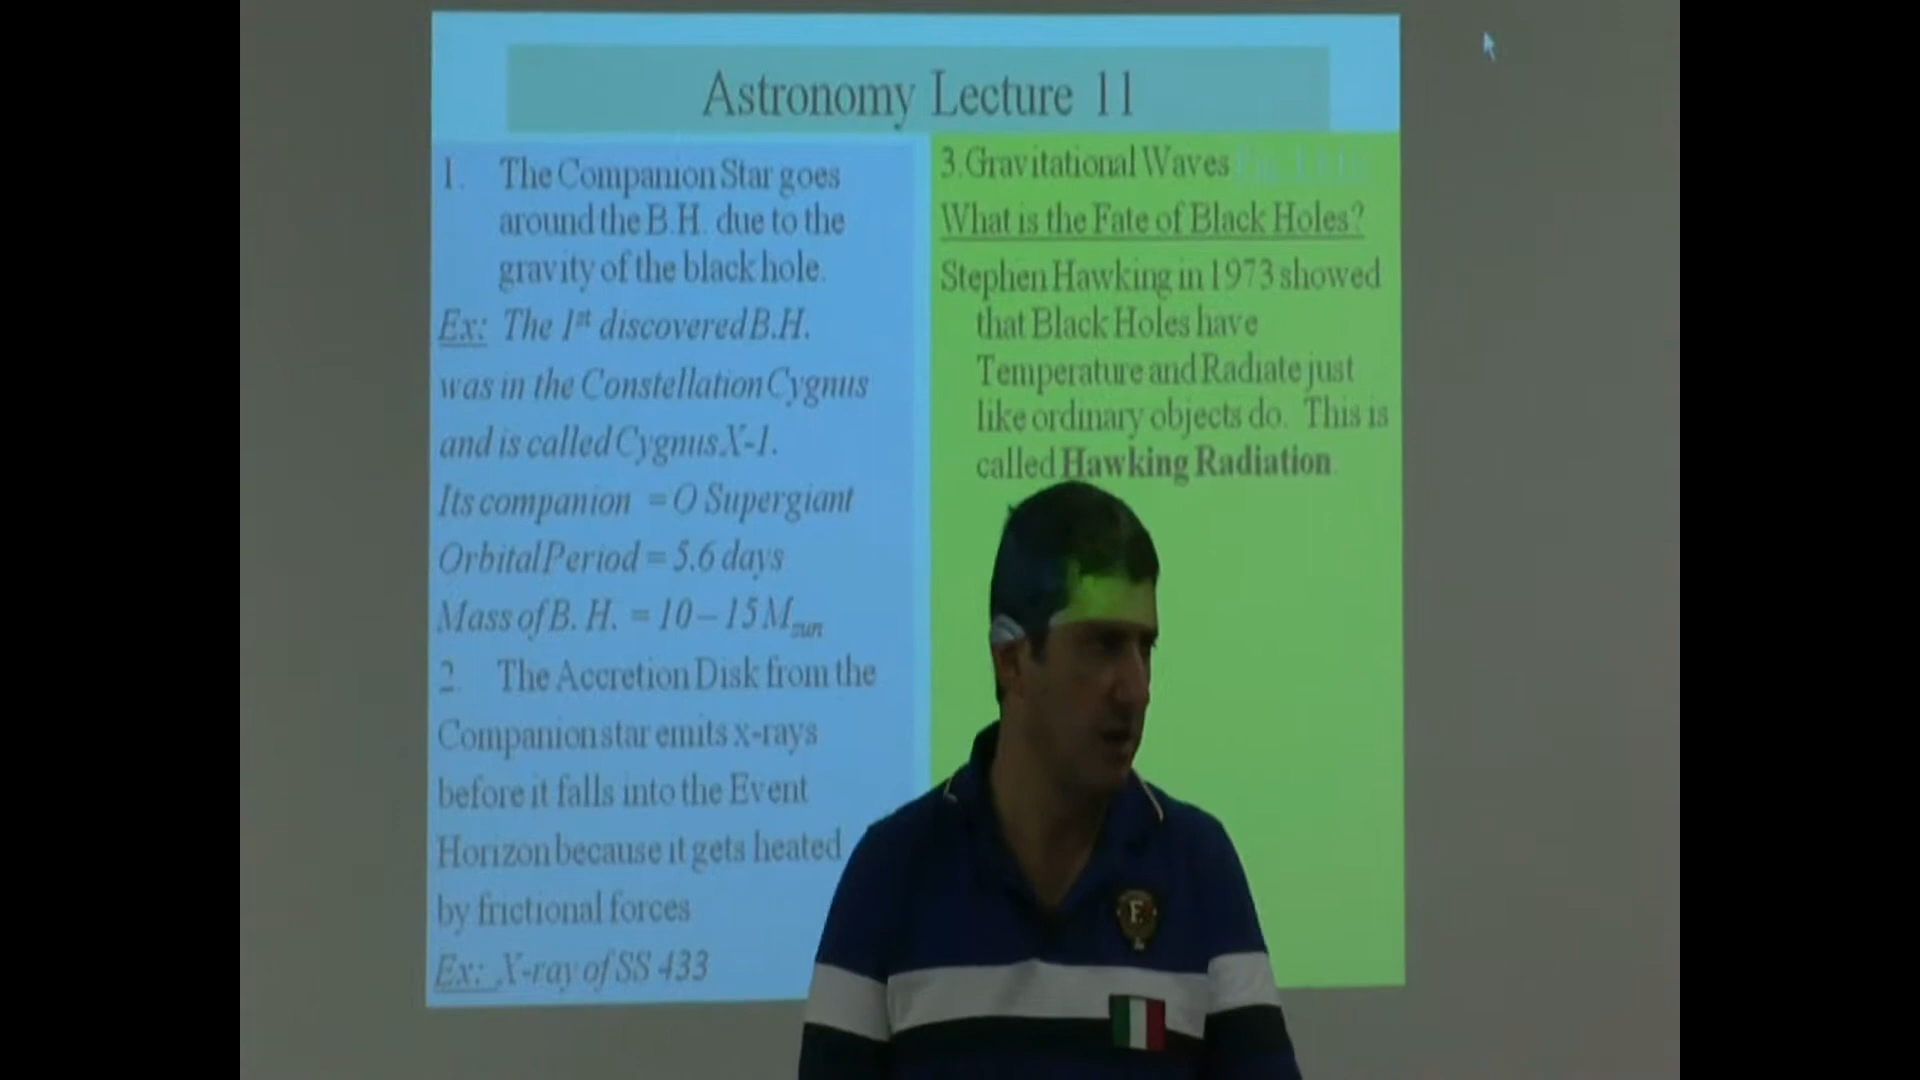 Astronomy Lecture 11
1. The Companion Star goes
around the B.H. due to the
gravity of the black hole.
Ex: The 1st discovered B.H.
was in the Constellation Cygnus
and is called Cygnus X-1.
Its companion = O Supergiant
Orbital Period = 5.6 days
Mass of B. H. = 10 – 15 Msun
2. The Accretion Disk from the
Companion star emits x-rays
before it falls into the Event
Horizon because it gets heated
by frictional forces
Ex: X-ray of SS 433
3.Gravitational Waves
What is the Fate of Black Holes?
Stephen Hawking in 1973 showed
that Black Holes have
Temperature and Radiate just
like ordinary objects do. This is
called Hawking Radiation.
E